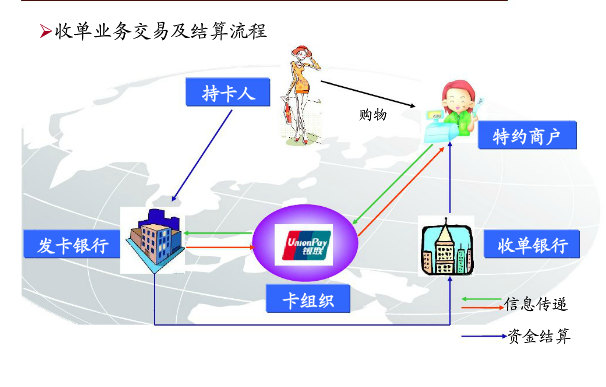 收单业务交易及结算流程
持卡人
购物
特约商户
发卡银行
UnionPay
银联
收单银行
卡组织
信息传递
资金结算